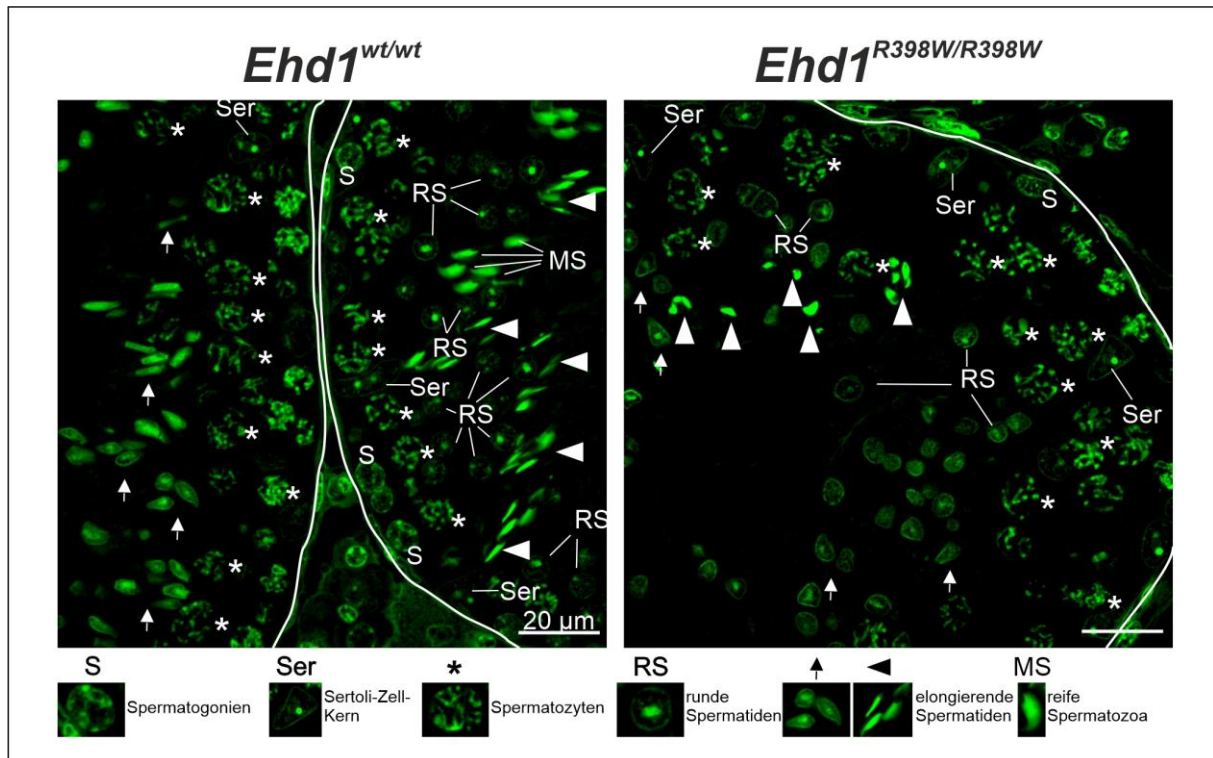 Ehd1wt/wt
Ehd1R398W/R398W
Ser
*
*
S
RS
*
*
*
MS
*
*
*
RS
*
*
Ser
RS
*
*
*
S
*
*
*
RS
S
*
Ser
*
20 µm
Ser
*
*
Ser
S
*
RS
*
*
*
*
*
*
RS
*
Ser
*
*
*
S
Ser
*
RS
MS
Spermatogonien
Sertoli-Zell-
Kern
Spermatozyten
runde
Spermatiden
elongierende
Spermatiden
reife
Spermatozoa